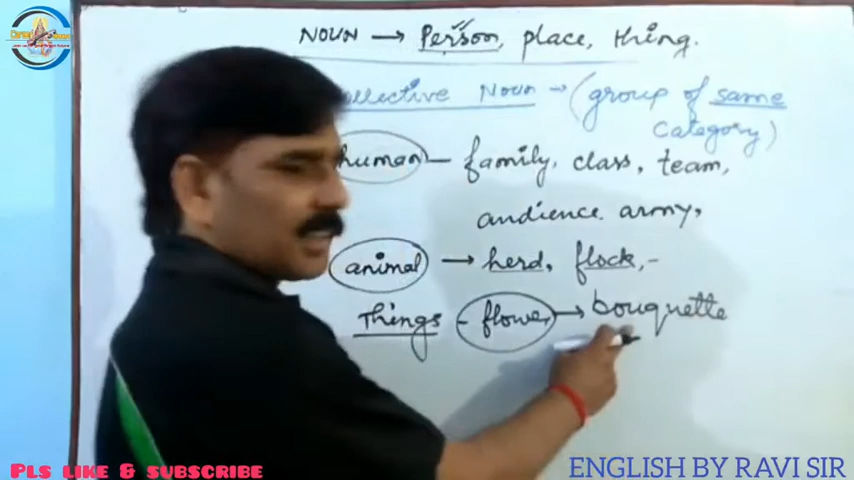 NOUN → Person, place, thing.
ollective Noun → (group of same
category)
human – family, class, team,
audience. army,
animal → herd, flock, -
Things - flower → bouquette
PLS LIKE & SUBSCRIBE
ENGLISH BY RAVI SIR